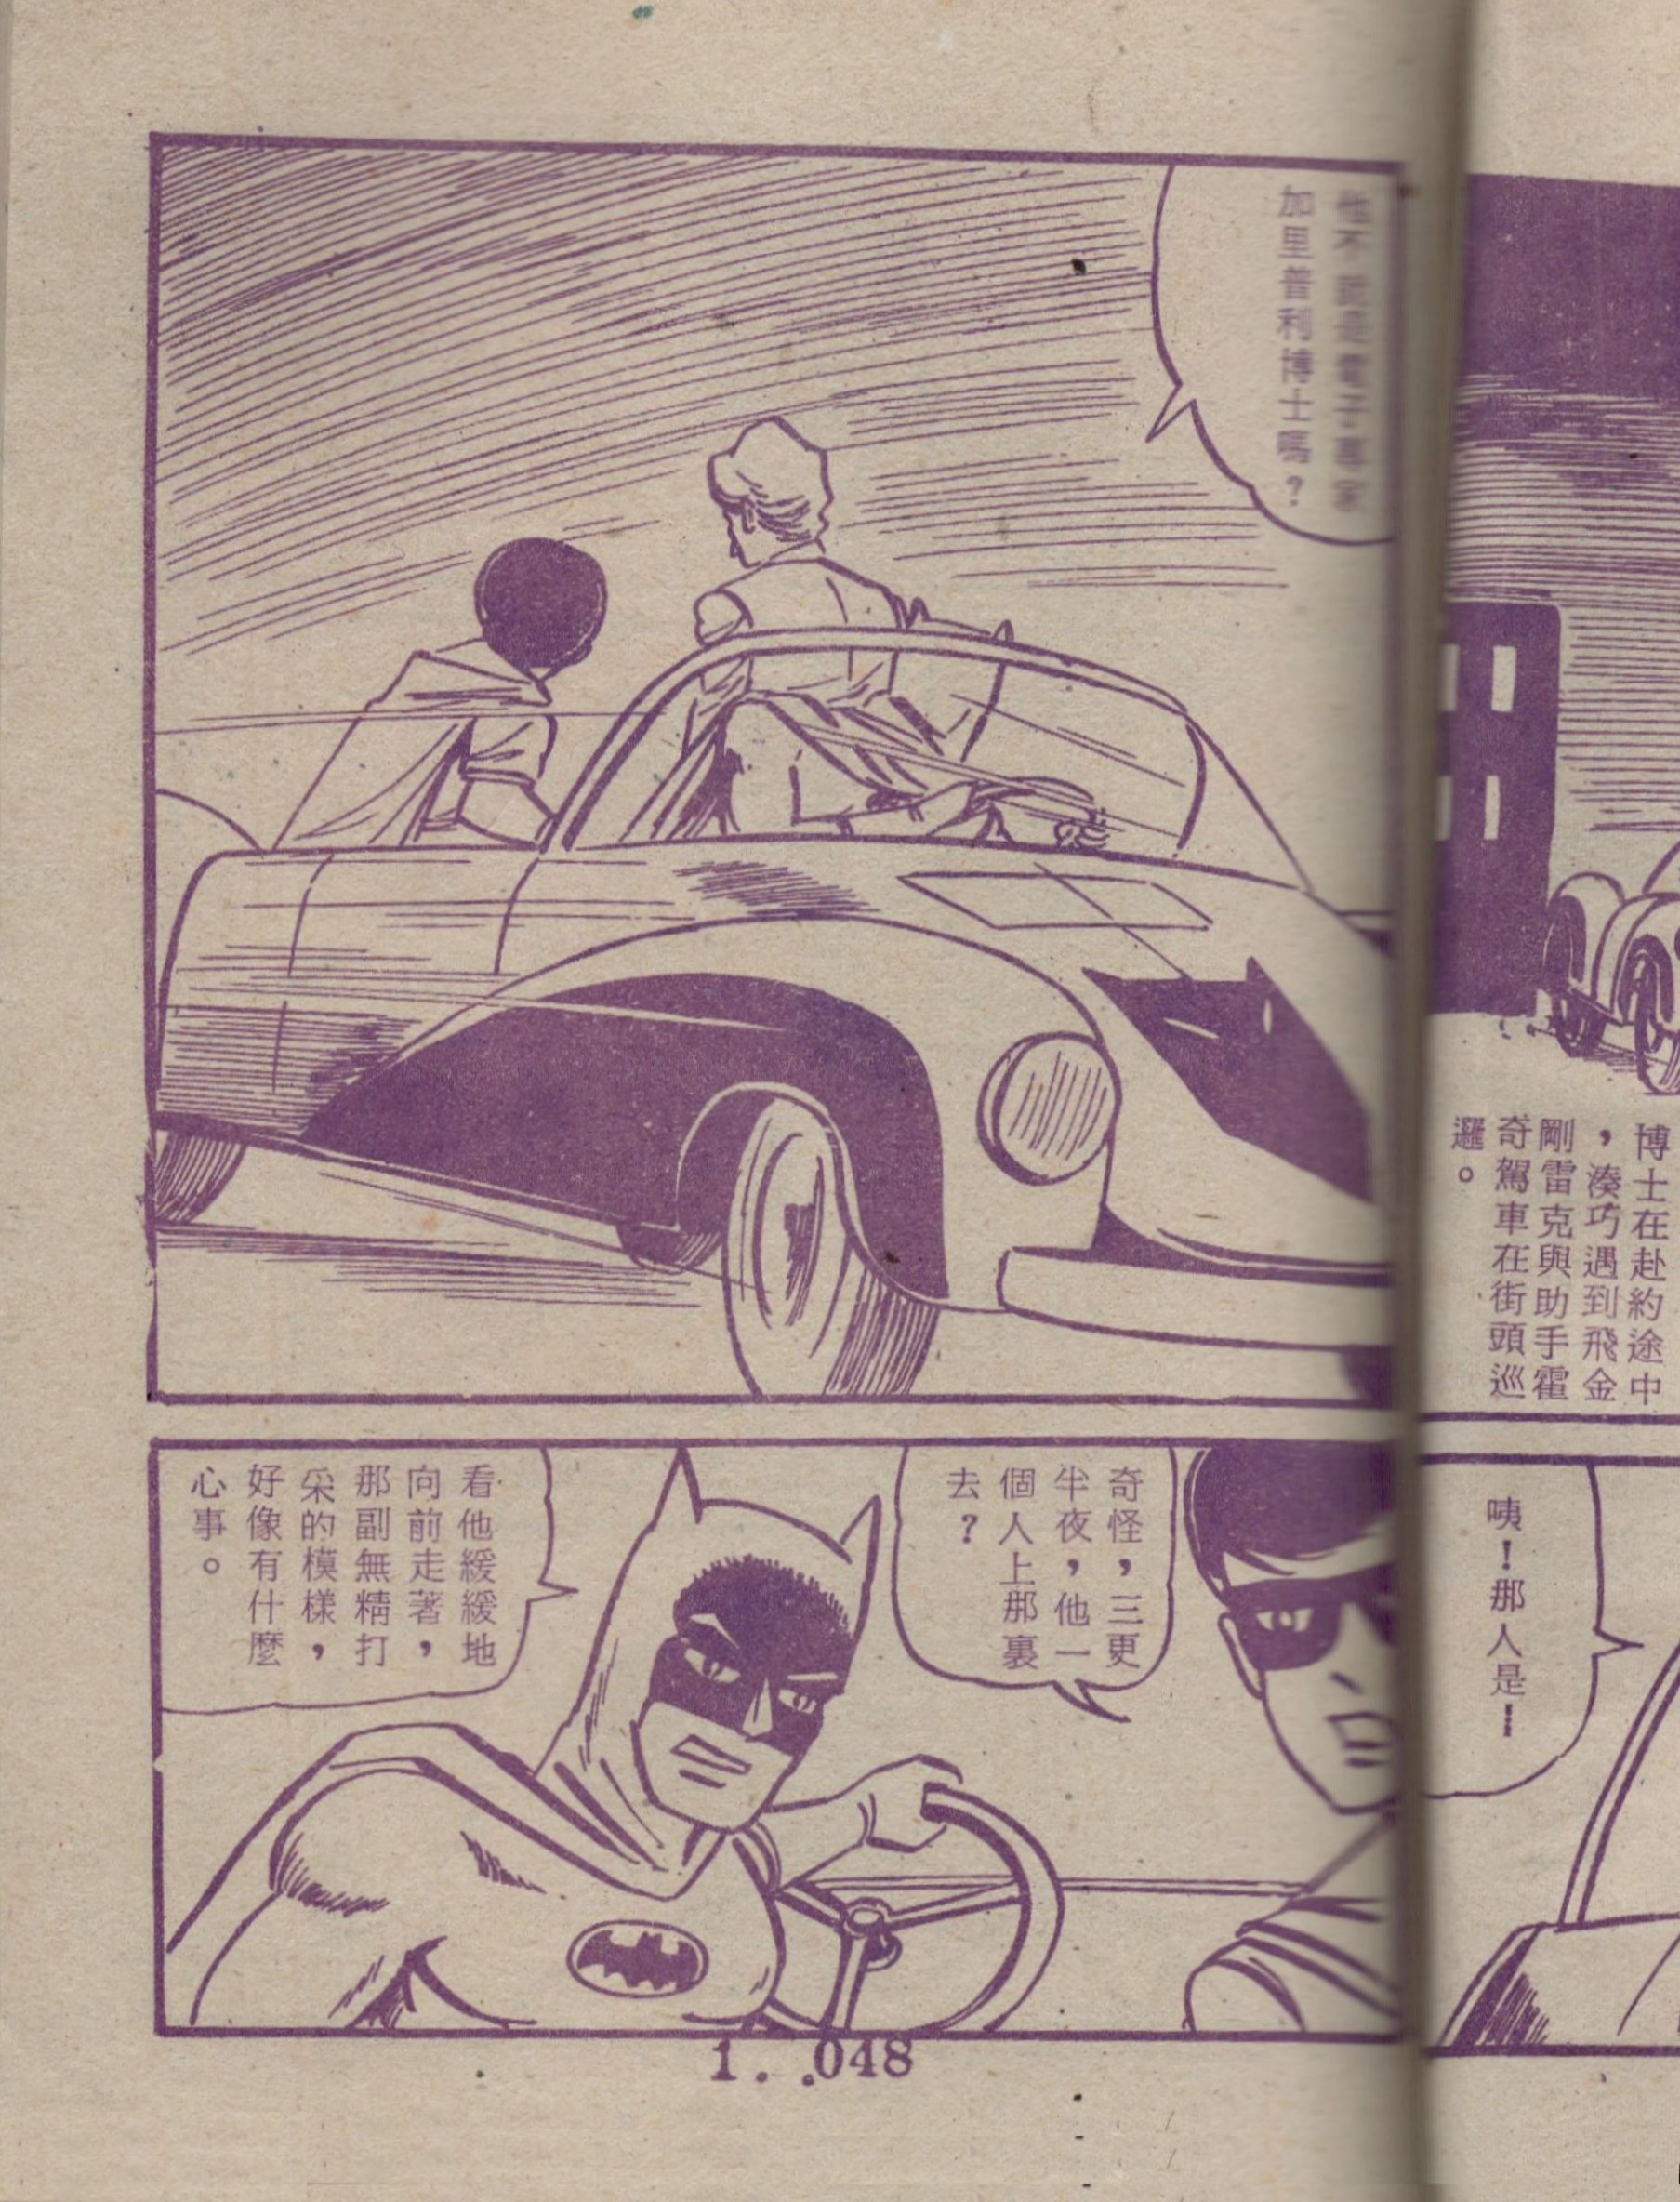 博士在赴約途中
，湊巧遇到飛金
剛雷克與助手霍
奇駕車在街頭巡
邏。
咦！那人是－
他不就是電子專家
加里普利博士嗎？
奇怪，三更
半夜，他一
個人上那裏
去？
看他緩緩地
向前走著，
那副無精打
采的模樣，
好像有什麼
心事。
1. .048